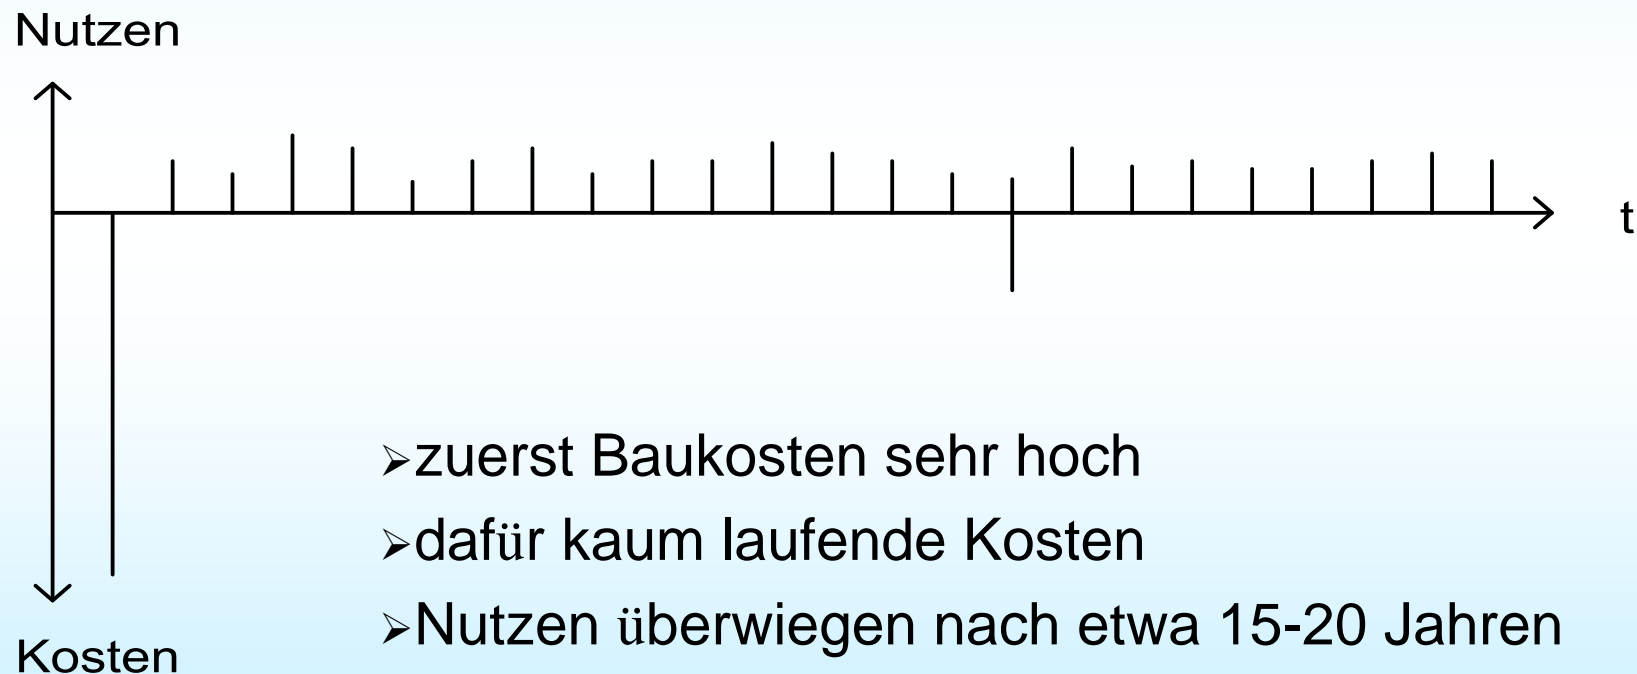 Nutzen
t
➢zuerst Baukosten sehr hoch
➢dafür kaum laufende Kosten
➢Nutzen überwiegen nach etwa 15-20 Jahren
Kosten